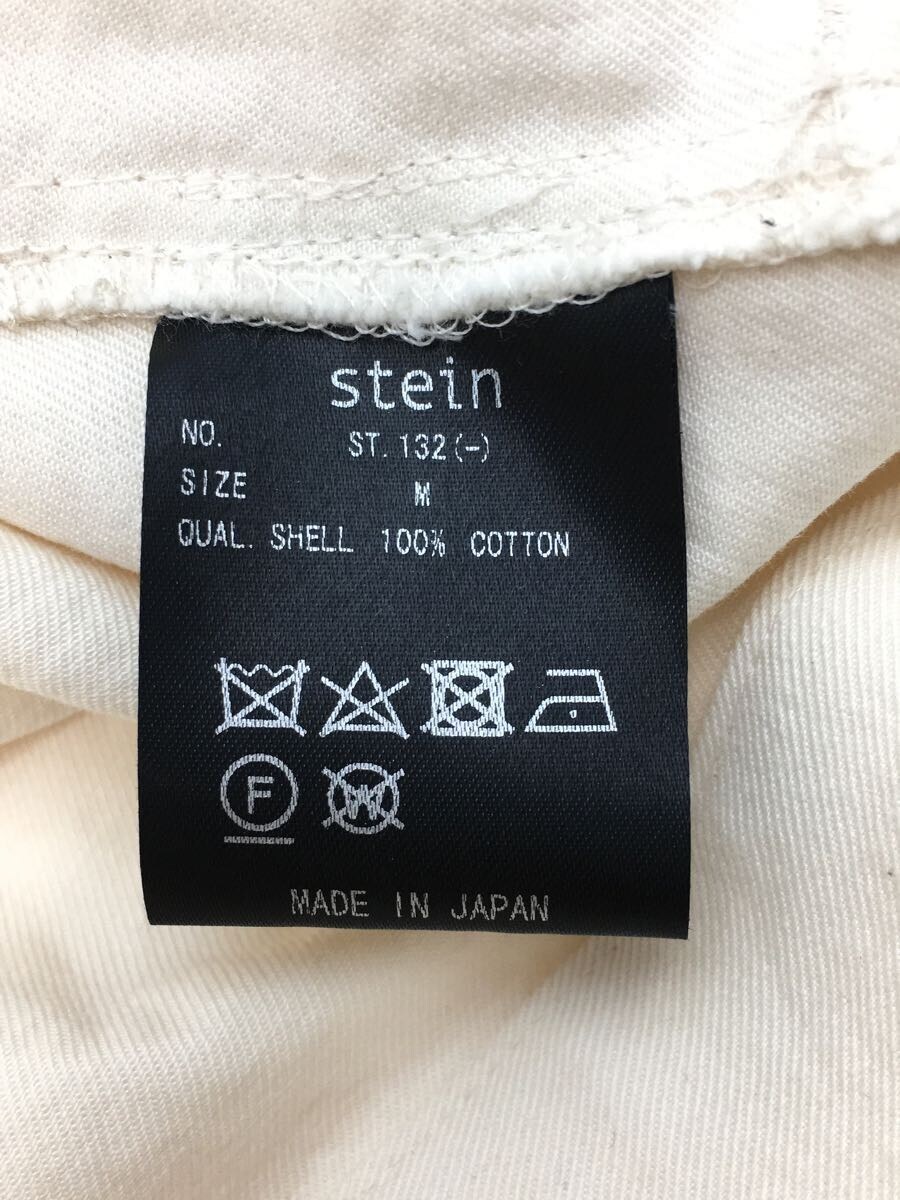 stein
NO. ST.132(-)
SIZE M
QUAL. SHELL 100% COTTON
F
W
MADE IN JAPAN